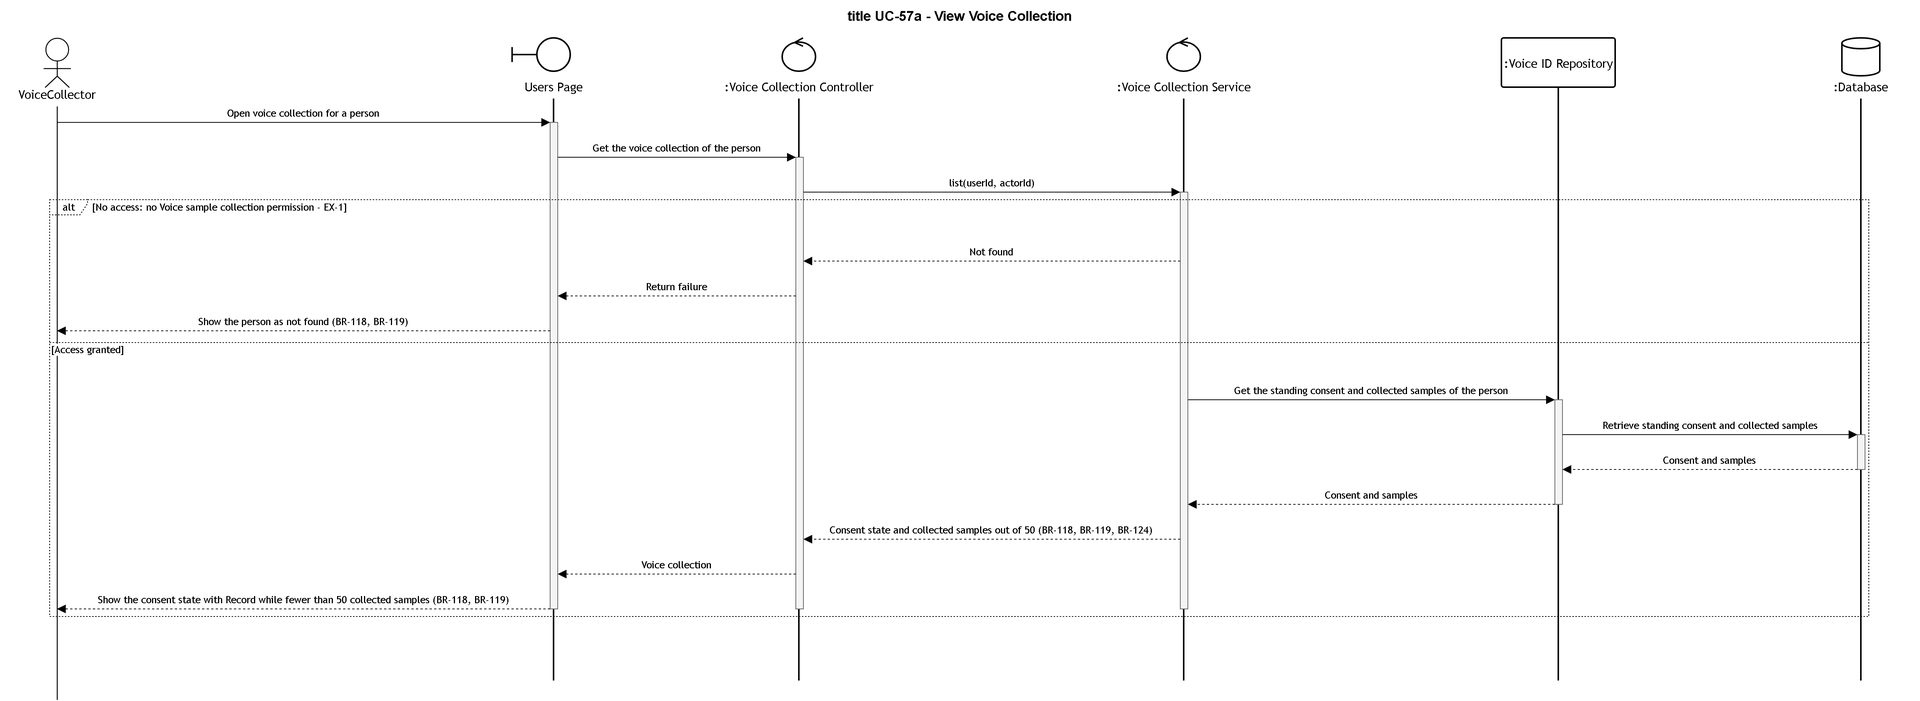 title UC-57a - View Voice Collection
VoiceCollector
Users Page
:Voice Collection Controller
:Voice Collection Service
:Voice ID Repository
:Database
Open voice collection for a person
Get the voice collection of the person
list(userId, actorId)
alt
[No access: no Voice sample collection permission - EX-1]
Not found
Return failure
Show the person as not found (BR-118, BR-119)
[Access granted]
Get the standing consent and collected samples of the person
Retrieve standing consent and collected samples
Consent and samples
Consent and samples
Consent state and collected samples out of 50 (BR-118, BR-119, BR-124)
Voice collection
Show the consent state with Record while fewer than 50 collected samples (BR-118, BR-119)